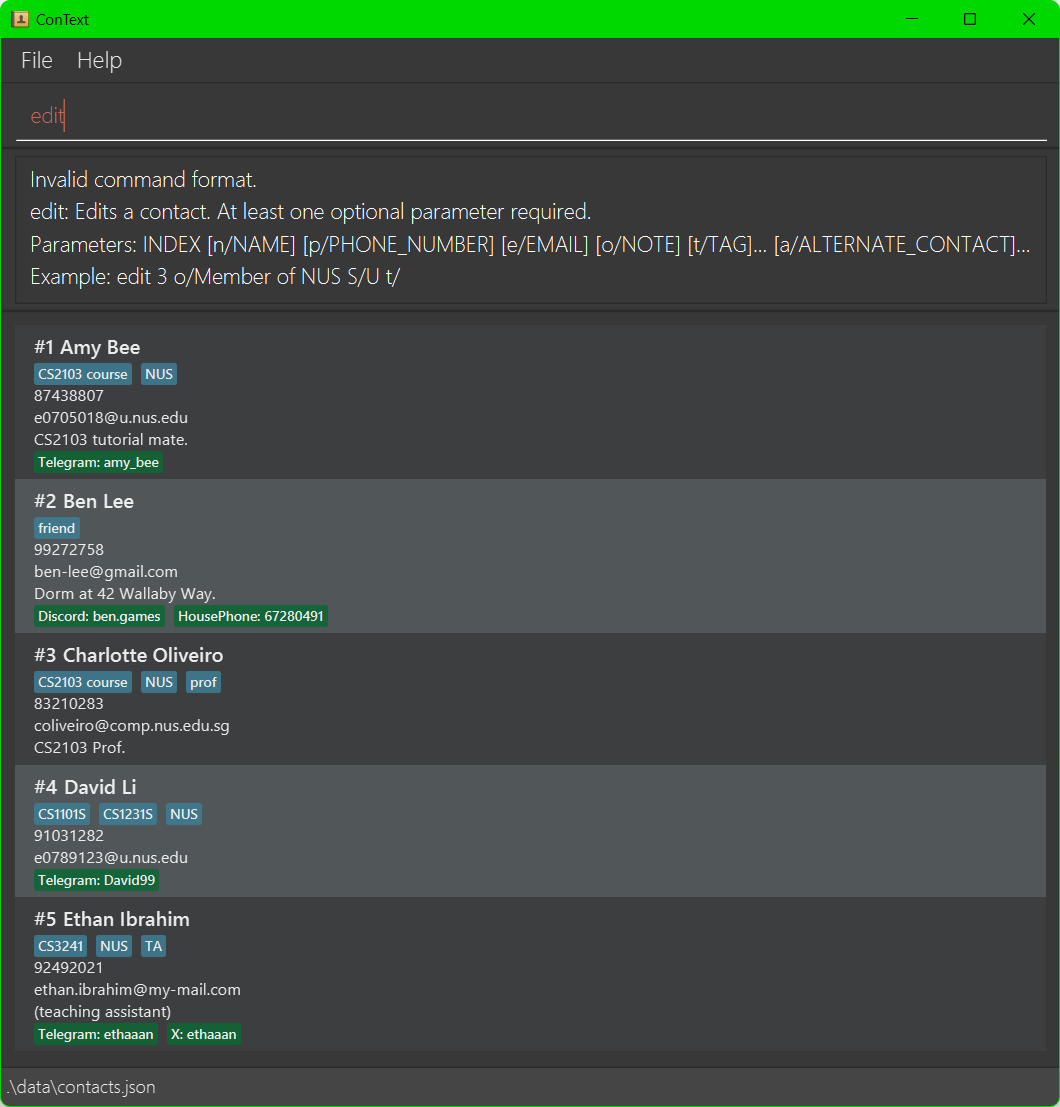 ConText
File Help
edit
Invalid command format.
edit: Edits a contact. At least one optional parameter required.
Parameters: INDEX [n/NAME] [p/PHONE_NUMBER] [e/EMAIL] [o/NOTE] [t/TAG]... [a/ALTERNATE_CONTACT]...
Example: edit 3 o/Member of NUS S/U t/
#1 Amy Bee
CS2103 course NUS
87438807
e0705018@u.nus.edu
CS2103 tutorial mate.
Telegram: amy_bee
#2 Ben Lee
friend
99272758
ben-lee@gmail.com
Dorm at 42 Wallaby Way.
Discord: ben.games HousePhone: 67280491
#3 Charlotte Oliveiro
CS2103 course NUS prof
83210283
coliveiro@comp.nus.edu.sg
CS2103 Prof.
#4 David Li
CS1101S CS1231S NUS
91031282
e0789123@u.nus.edu
Telegram: David99
#5 Ethan Ibrahim
CS3241 NUS TA
92492021
ethan.ibrahim@my-mail.com
(teaching assistant)
Telegram: ethaaan X: ethaaan
.\data\contacts.json